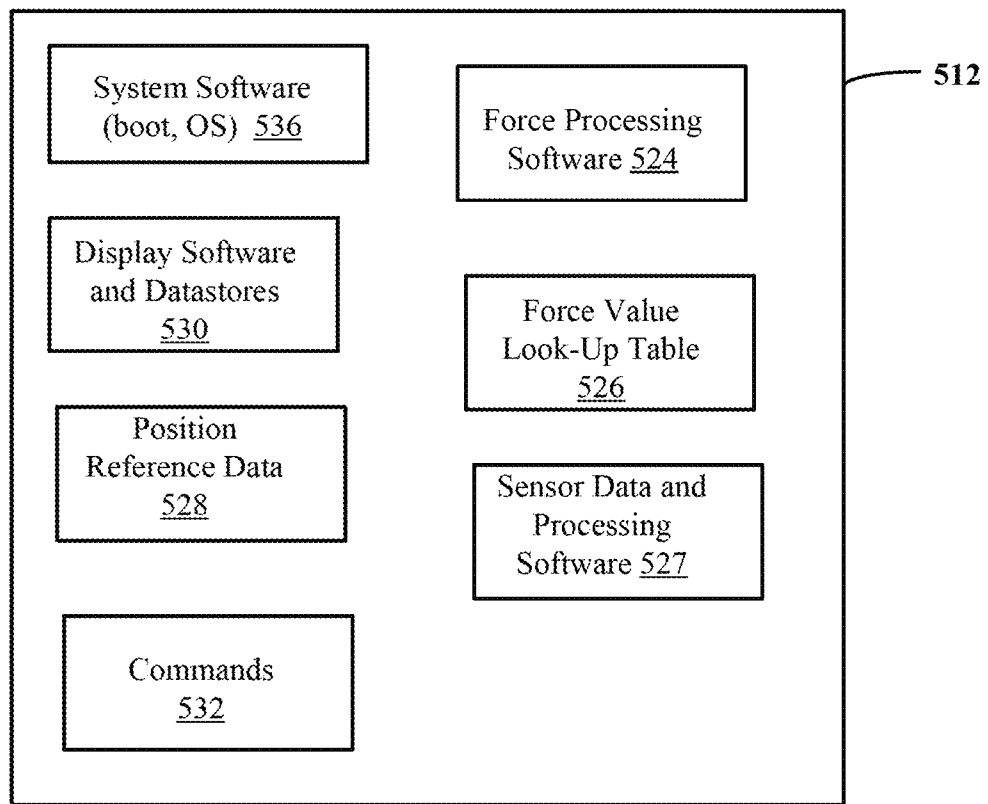 System Software
(boot, OS) 536
Display Software
and Datastores
530
Position
Reference Data
528
Commands
532
Force Processing
Software 524
Force Value
Look-Up Table
526
Sensor Data and
Processing
Software 527
512